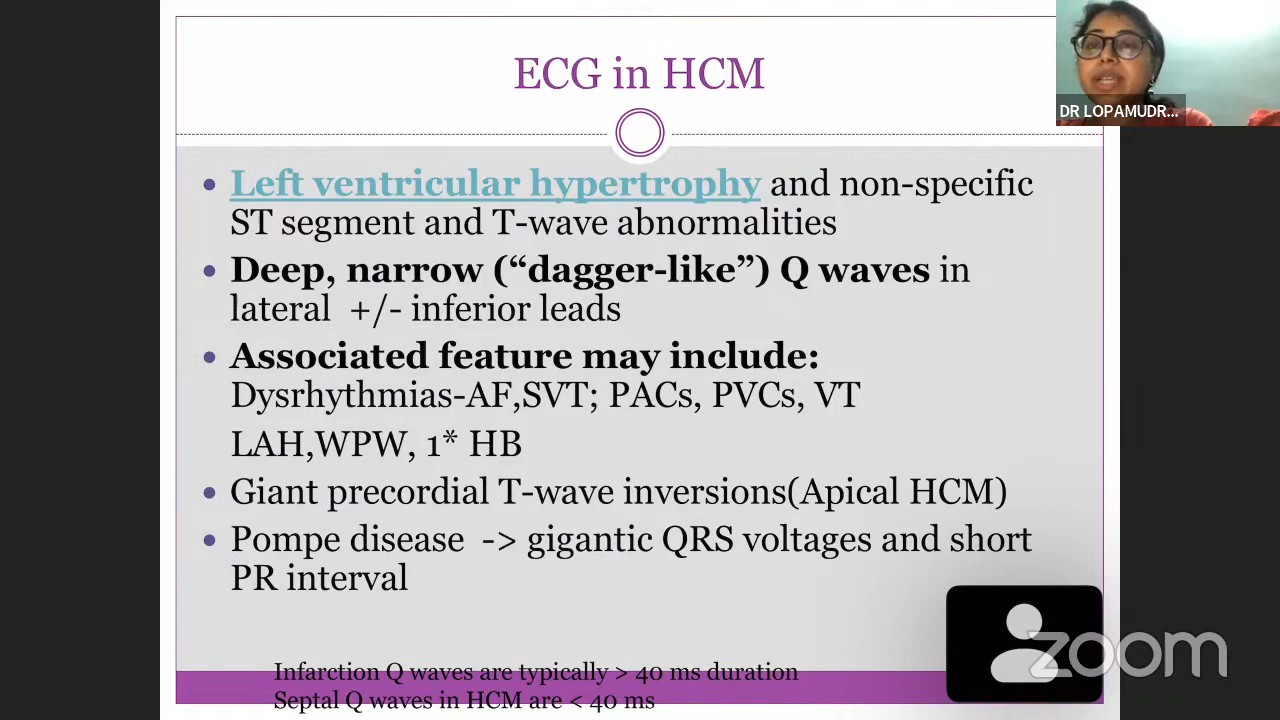 ECG in HCM
DR LOPAMUDR...
• Left ventricular hypertrophy and non-specific
ST segment and T-wave abnormalities
• Deep, narrow (“dagger-like”) Q waves in
lateral +/- inferior leads
• Associated feature may include:
Dysrhythmias-AF,SVT; PACs, PVCs, VT
LAH,WPW, 1* HB
• Giant precordial T-wave inversions(Apical HCM)
• Pompe disease -> gigantic QRS voltages and short
PR interval
zoom
Infarction Q waves are typically > 40 ms duration
Septal Q waves in HCM are < 40 ms